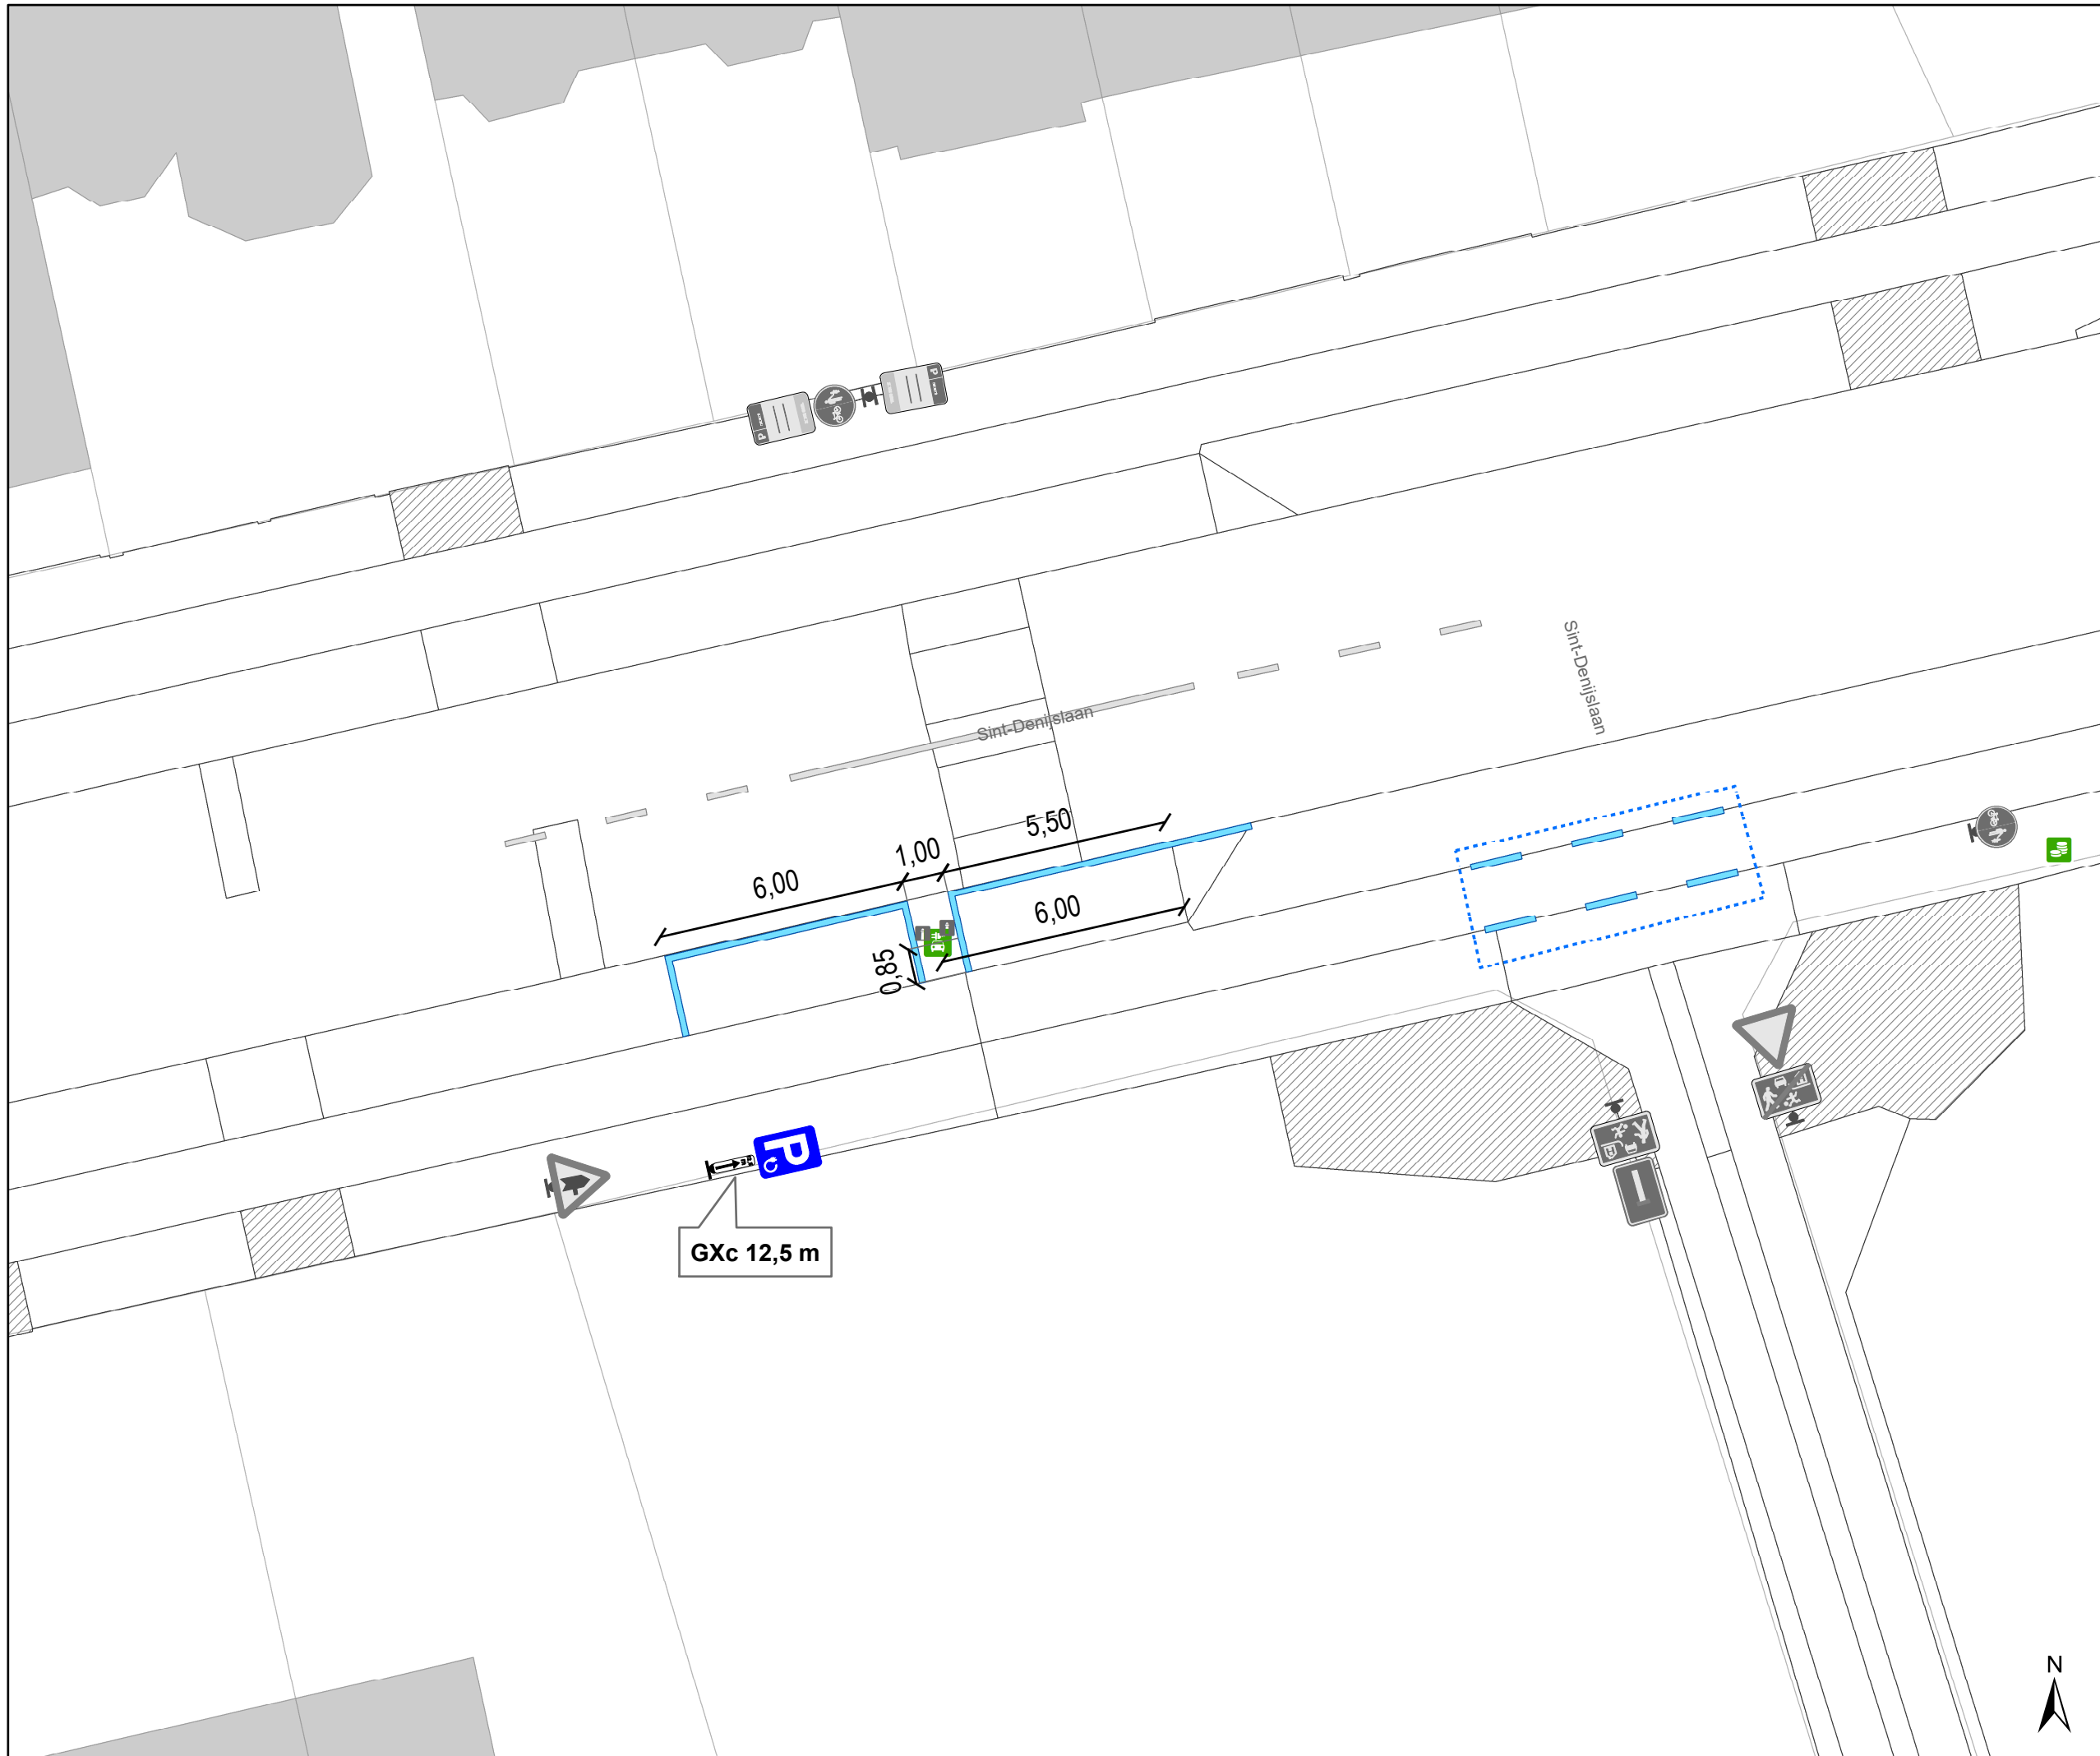 P
P
Sint-Denijslaan
Sint-Denijslaan
5,50
1,00
6,00
6,00
0,85
P
GXc 12,5 m
N